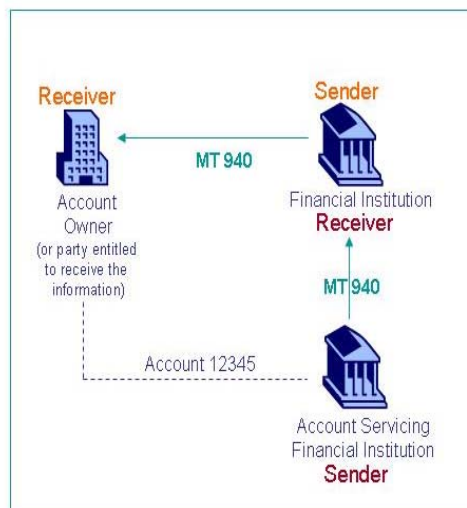 Receiver
Sender
MT 940
Account
Owner
(or party entitled
to receive the
information)
Financial Institution
Receiver
MT 940
Account 12345
Account Servicing
Financial Institution
Sender